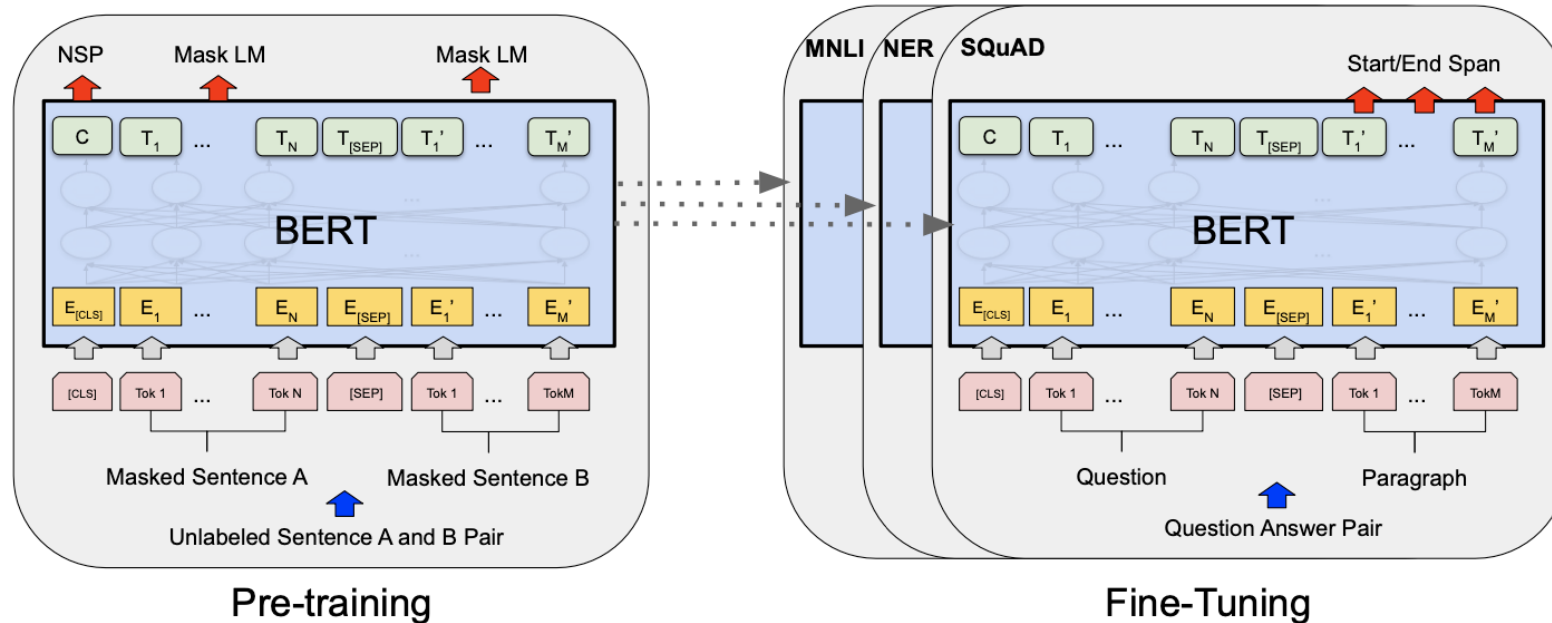 NSP Mask LM Mask LM
C T1 ... TN T[SEP] T1' ... TM'
...
BERT
...
E[CLS] E1 ... EN E[SEP] E1' ... EM'
[CLS] Tok 1 ... Tok N [SEP] Tok 1 ... TokM
Masked Sentence A Masked Sentence B
Unlabeled Sentence A and B Pair
Pre-training
MNLI NER SQuAD
Start/End Span
C T1 ... TN T[SEP] T1' ... TM'
...
BERT
...
E[CLS] E1 ... EN E[SEP] E1' ... EM'
[CLS] Tok 1 ... Tok N [SEP] Tok 1 ... TokM
Question Paragraph
Question Answer Pair
Fine-Tuning